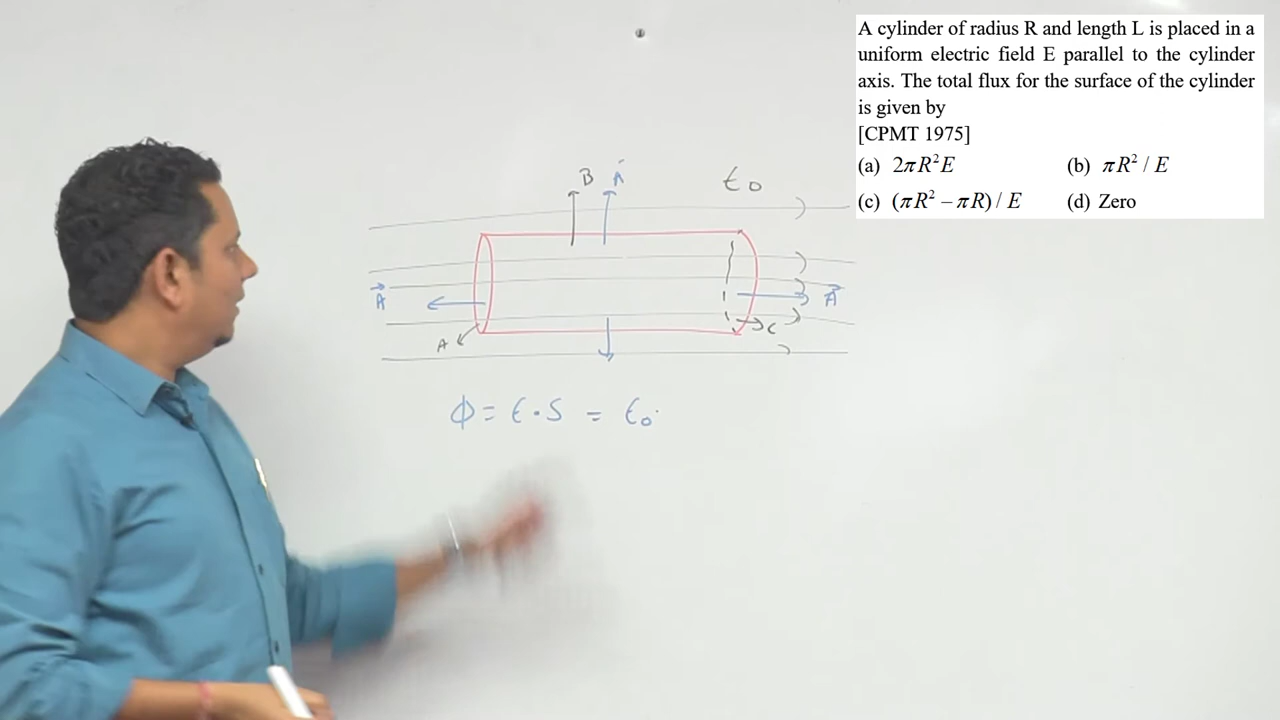 A cylinder of radius R and length L is placed in a
uniform electric field E parallel to the cylinder
axis. The total flux for the surface of the cylinder
is given by
[CPMT 1975]
(a) 2πR²E (b) πR² / E
(c) (πR² − πR) / E (d) Zero
B A E₀
A⃗ A⃗
A C
ϕ = E · S = E₀